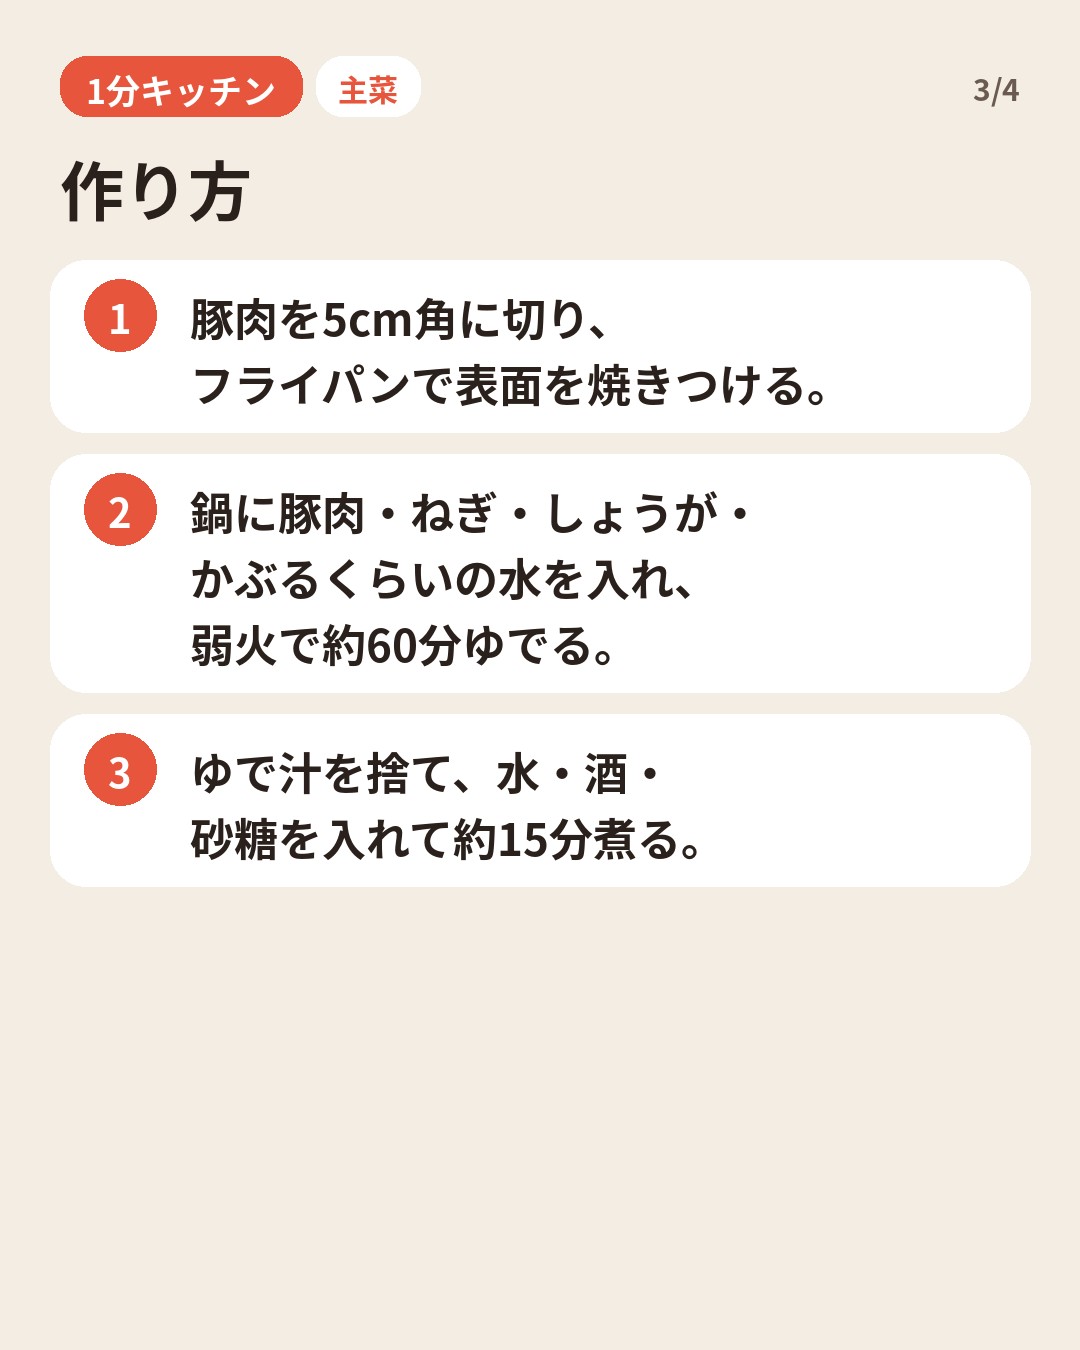 1分キッチン 主菜 3/4
作り方
1 豚肉を5cm角に切り、
フライパンで表面を焼きつける。
2 鍋に豚肉・ねぎ・しょうが・
かぶるくらいの水を入れ、
弱火で約60分ゆでる。
3 ゆで汁を捨て、水・酒・
砂糖を入れて約15分煮る。